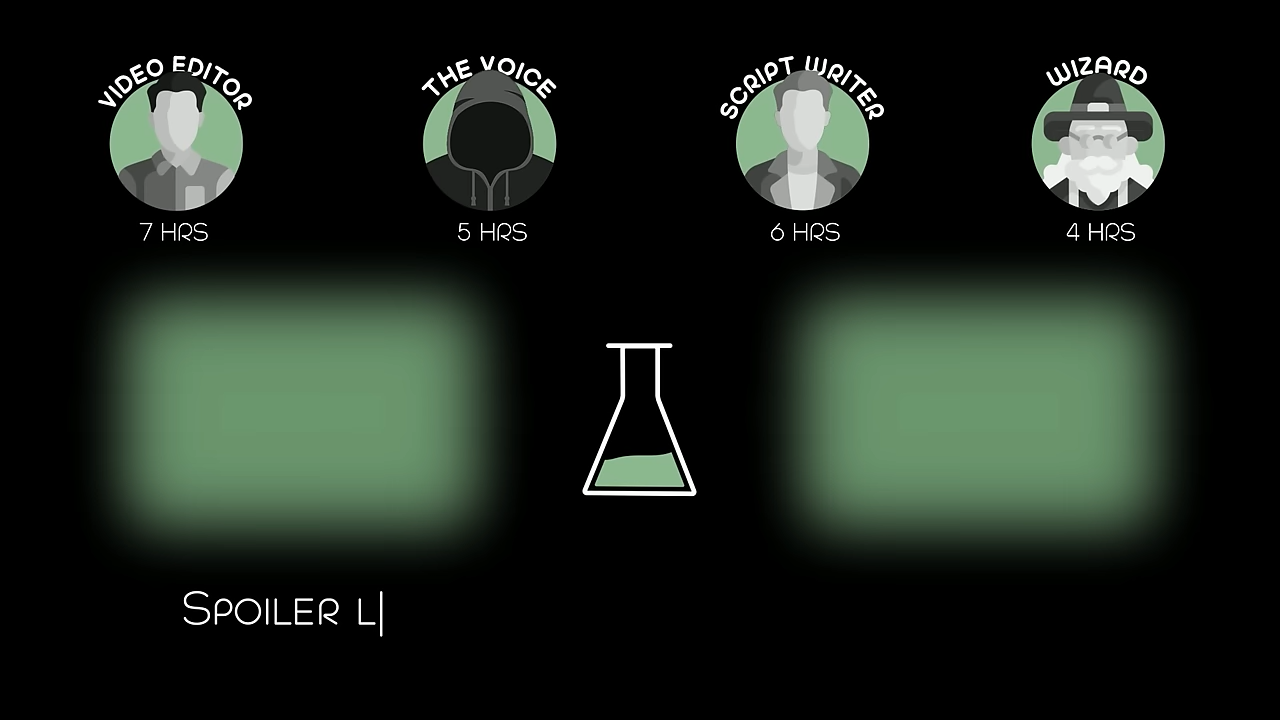 VIDEO EDITOR
THE VOICE
SCRIPT WRITER
WIZARD
7 HRS
5 HRS
6 HRS
4 HRS
SPOILER L